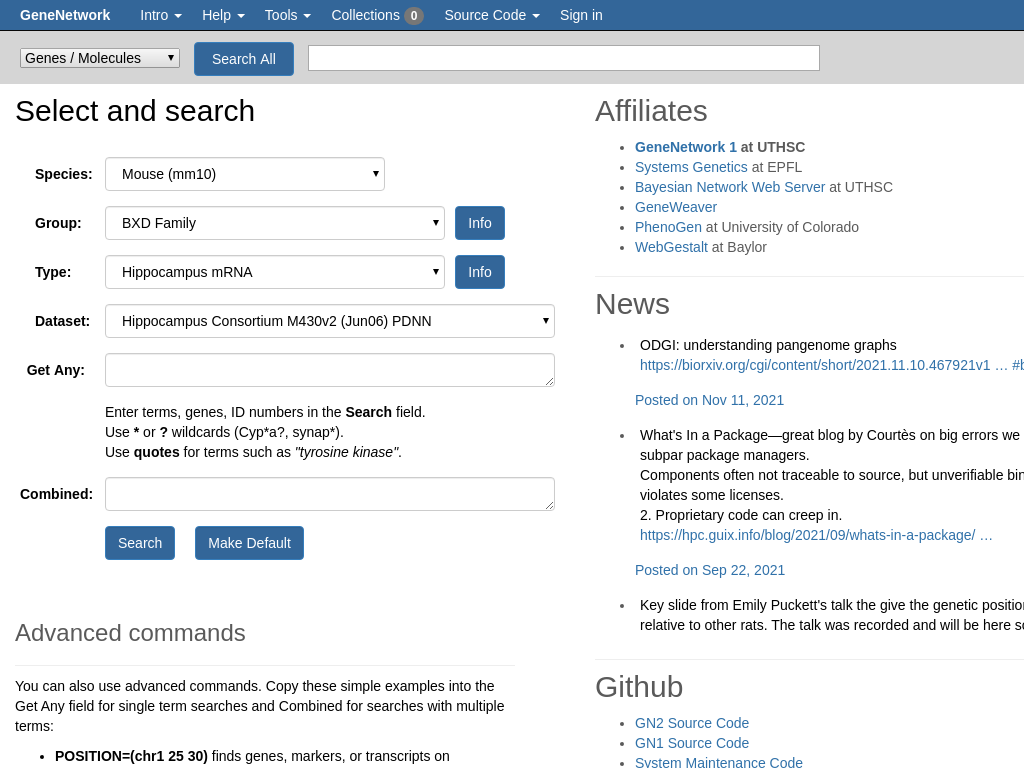 GeneNetwork Intro Help Tools Collections 0 Source Code Sign in
Genes / Molecules Search All
Select and search
Species: Mouse (mm10)
Group: BXD Family Info
Type: Hippocampus mRNA Info
Dataset: Hippocampus Consortium M430v2 (Jun06) PDNN
Get Any:
Enter terms, genes, ID numbers in the Search field.
Use * or ? wildcards (Cyp*a?, synap*).
Use quotes for terms such as "tyrosine kinase".
Combined:
Search Make Default
Advanced commands
You can also use advanced commands. Copy these simple examples into the
Get Any field for single term searches and Combined for searches with multiple
terms:
• POSITION=(chr1 25 30) finds genes, markers, or transcripts on
Affiliates
• GeneNetwork 1 at UTHSC
• Systems Genetics at EPFL
• Bayesian Network Web Server at UTHSC
• GeneWeaver
• PhenoGen at University of Colorado
• WebGestalt at Baylor
News
• ODGI: understanding pangenome graphs
https://biorxiv.org/cgi/content/short/2021.11.10.467921v1 … #b
Posted on Nov 11, 2021
• What's In a Package—great blog by Courtès on big errors we
subpar package managers.
Components often not traceable to source, but unverifiable bin
violates some licenses.
2. Proprietary code can creep in.
https://hpc.guix.info/blog/2021/09/whats-in-a-package/ …
Posted on Sep 22, 2021
• Key slide from Emily Puckett's talk the give the genetic position
relative to other rats. The talk was recorded and will be here so
Github
• GN2 Source Code
• GN1 Source Code
• System Maintenance Code